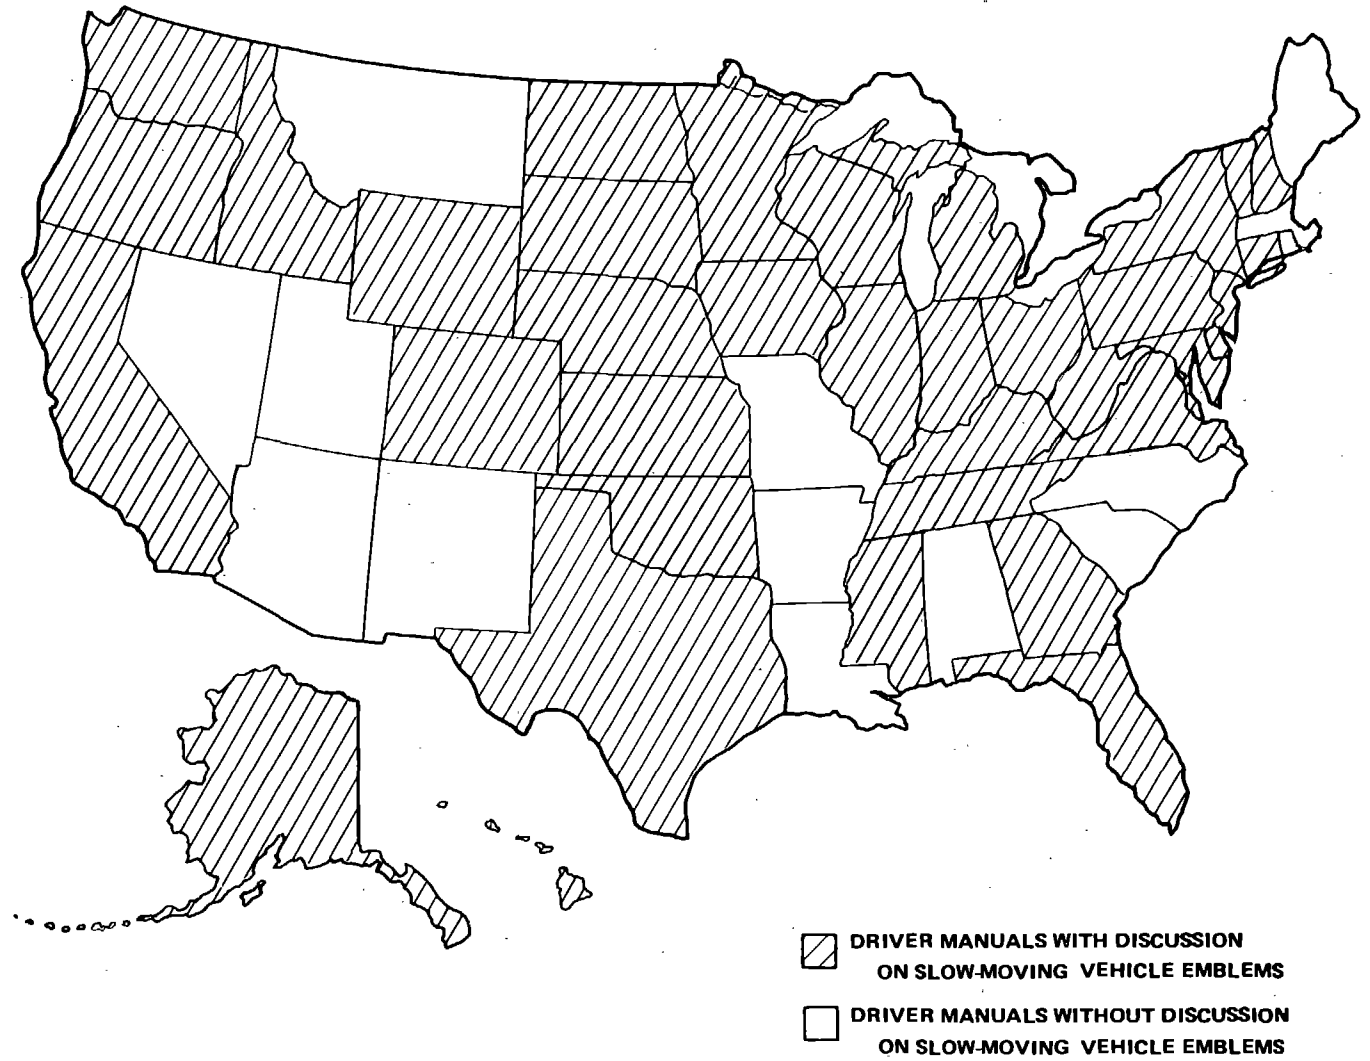 DRIVER MANUALS WITH DISCUSSION
ON SLOW-MOVING VEHICLE EMBLEMS
DRIVER MANUALS WITHOUT DISCUSSION
ON SLOW-MOVING VEHICLE EMBLEMS